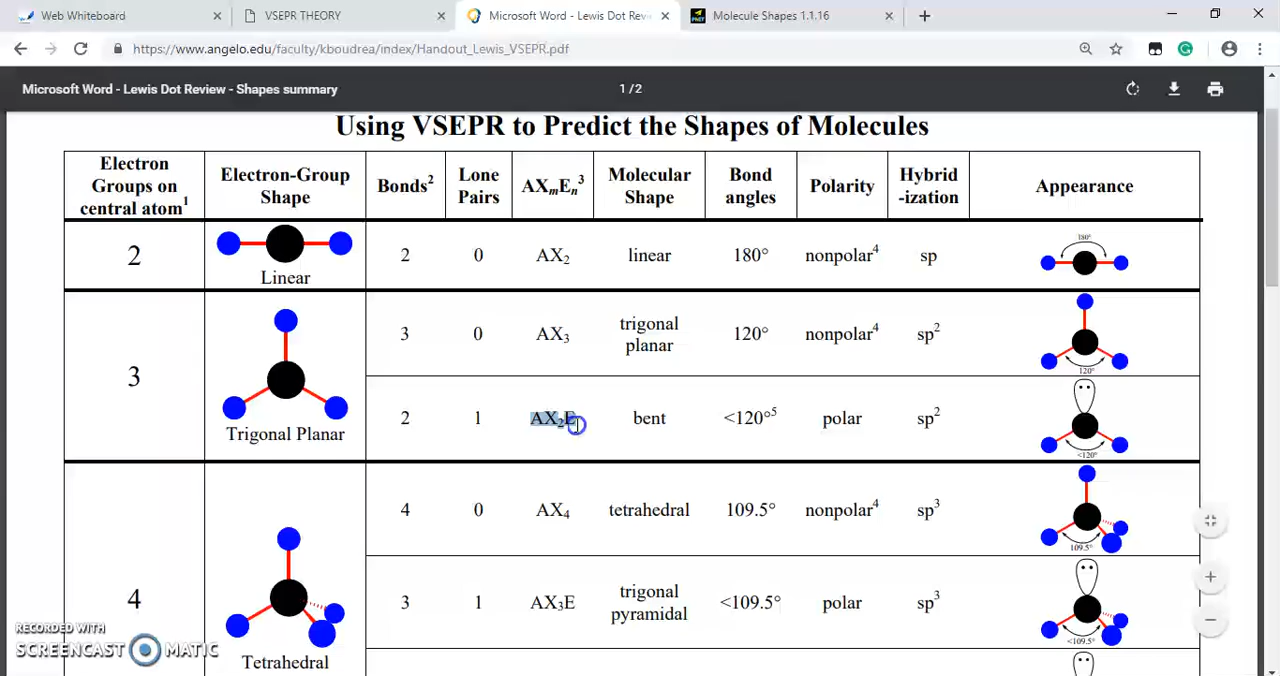 Web Whiteboard
VSEPR THEORY
Microsoft Word - Lewis Dot Revi
Molecule Shapes 1.1.16
https://www.angelo.edu/faculty/kboudrea/index/Handout_Lewis_VSEPR.pdf
Microsoft Word - Lewis Dot Review - Shapes summary
1 / 2
Using VSEPR to Predict the Shapes of Molecules
Electron
Groups on
central atom¹
Electron-Group
Shape
Bonds²
Lone
Pairs
AXₘEₙ³
Molecular
Shape
Bond
angles
Polarity
Hybrid
-ization
Appearance
2
Linear
2
0
AX₂
linear
180°
nonpolar⁴
sp
180°
3
Trigonal Planar
3
0
AX₃
trigonal
planar
120°
nonpolar⁴
sp²
120°
2
1
AX₂E
bent
<120°⁵
polar
sp²
<120°
4
Tetrahedral
4
0
AX₄
tetrahedral
109.5°
nonpolar⁴
sp³
109.5°
3
1
AX₃E
trigonal
pyramidal
<109.5°
polar
sp³
<109.5°
RECORDED WITH
SCREENCAST MATIC